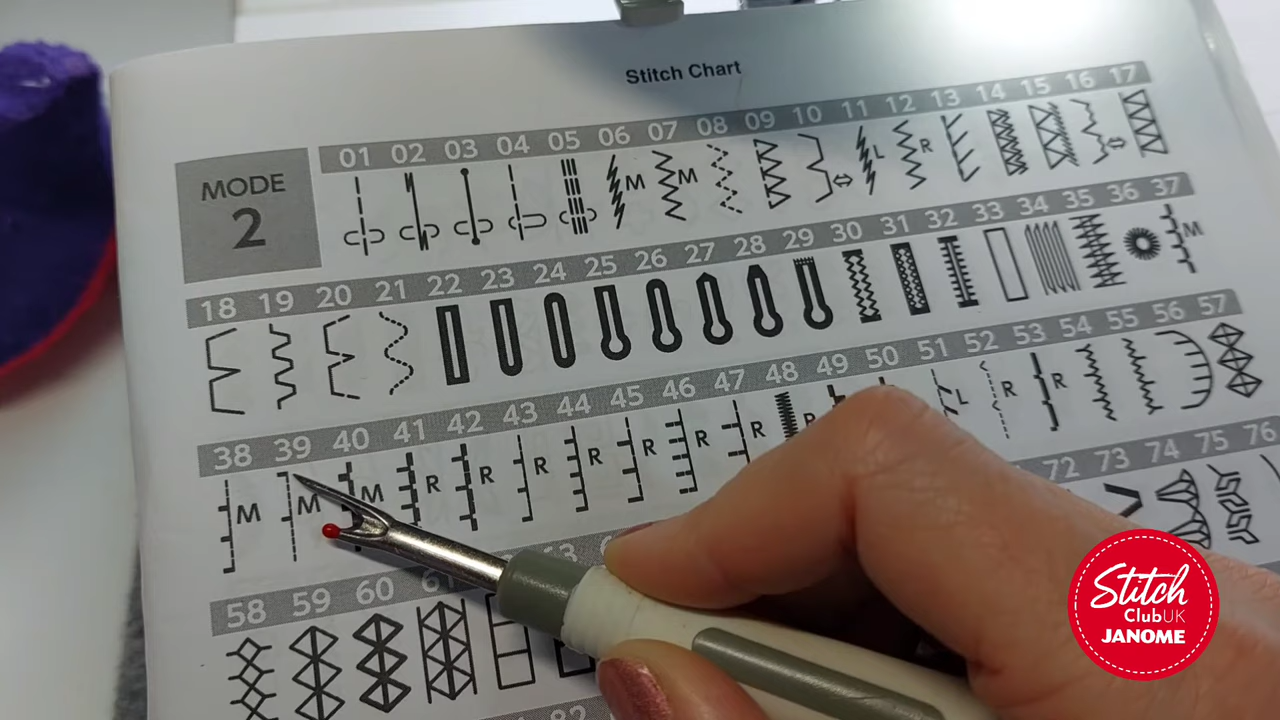 Stitch Chart
MODE
2
01 02 03 04 05 06 07 08 09 10 11 12 13 14 15 16 17
M M L R
18 19 20 21 22 23 24 25 26 27 28 29 30 31 32 33 34 35 36 37
M
38 39 40 41 42 43 44 45 46 47 48 49 50 51 52 53 54 55 56 57
M M M R R R R R R R R L R R
58 59 60 72 73 74 75 76
82
Stitch
Club UK
JANOME